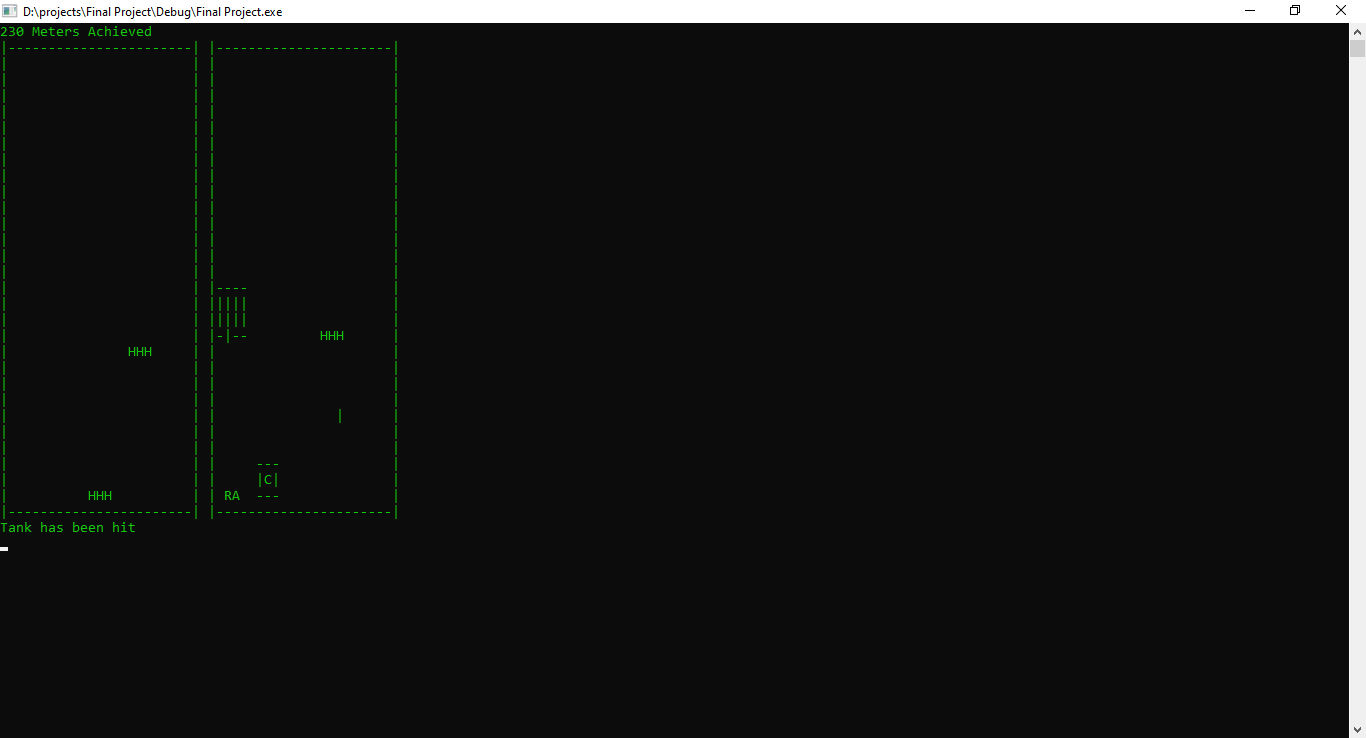 D:\projects\Final Project\Debug\Final Project.exe
230 Meters Achieved
|-----------------------| |----------------------|
|                       | |                      |
|                       | |                      |
|                       | |                      |
|                       | |                      |
|                       | |                      |
|                       | |                      |
|                       | |                      |
|                       | |                      |
|                       | |                      |
|                       | |                      |
|                       | |                      |
|                       | |                      |
|                       | |                      |
|                       | |                      |
|                       | |----                  |
|                       | |||||                  |
|                       | |||||                  |
|                       | |-|--         HHH      |
|               HHH     | |                      |
|                       | |                      |
|                       | |                      |
|                       | |                      |
|                       | |               |      |
|                       | |                      |
|                       | |                      |
|                       | |     ---              |
|                       | |     |C|              |
|          HHH          | | RA  ---              |
|-----------------------| |----------------------|
Tank has been hit